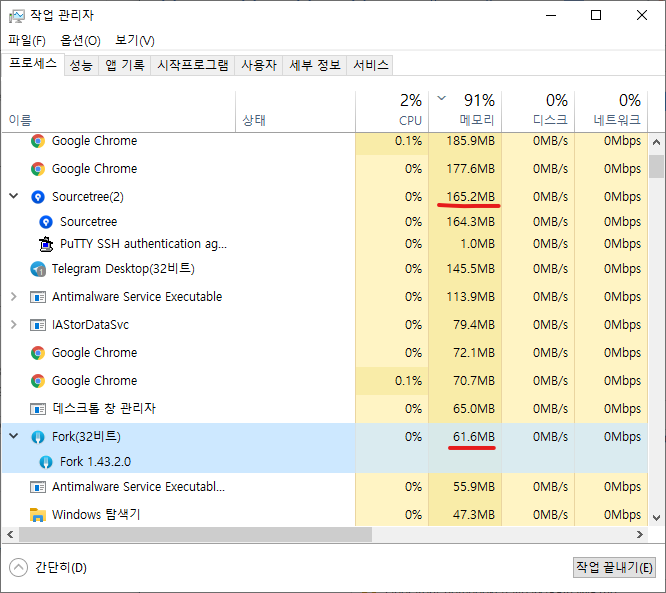 작업 관리자
파일(F) 옵션(O) 보기(V)
프로세스 성능 앱 기록 시작프로그램 사용자 세부 정보 서비스
2% 91% 0% 0%
이름 상태 CPU 메모리 디스크 네트워크
Google Chrome 0.1% 185.9MB 0MB/s 0Mbps
Google Chrome 0% 177.6MB 0MB/s 0Mbps
Sourcetree(2) 0% 165.2MB 0MB/s 0Mbps
Sourcetree 0% 164.3MB 0MB/s 0Mbps
PuTTY SSH authentication ag... 0% 1.0MB 0MB/s 0Mbps
Telegram Desktop(32비트) 0% 145.5MB 0MB/s 0Mbps
Antimalware Service Executable 0% 113.9MB 0MB/s 0Mbps
IAStorDataSvc 0% 79.4MB 0MB/s 0Mbps
Google Chrome 0% 72.1MB 0MB/s 0Mbps
Google Chrome 0.1% 70.7MB 0MB/s 0Mbps
데스크톱 창 관리자 0% 65.0MB 0MB/s 0Mbps
Fork(32비트) 0% 61.6MB 0MB/s 0Mbps
Fork 1.43.2.0
Antimalware Service Executabl... 0% 55.9MB 0MB/s 0Mbps
Windows 탐색기 0% 47.3MB 0MB/s 0Mbps
간단히(D) 작업 끝내기(E)